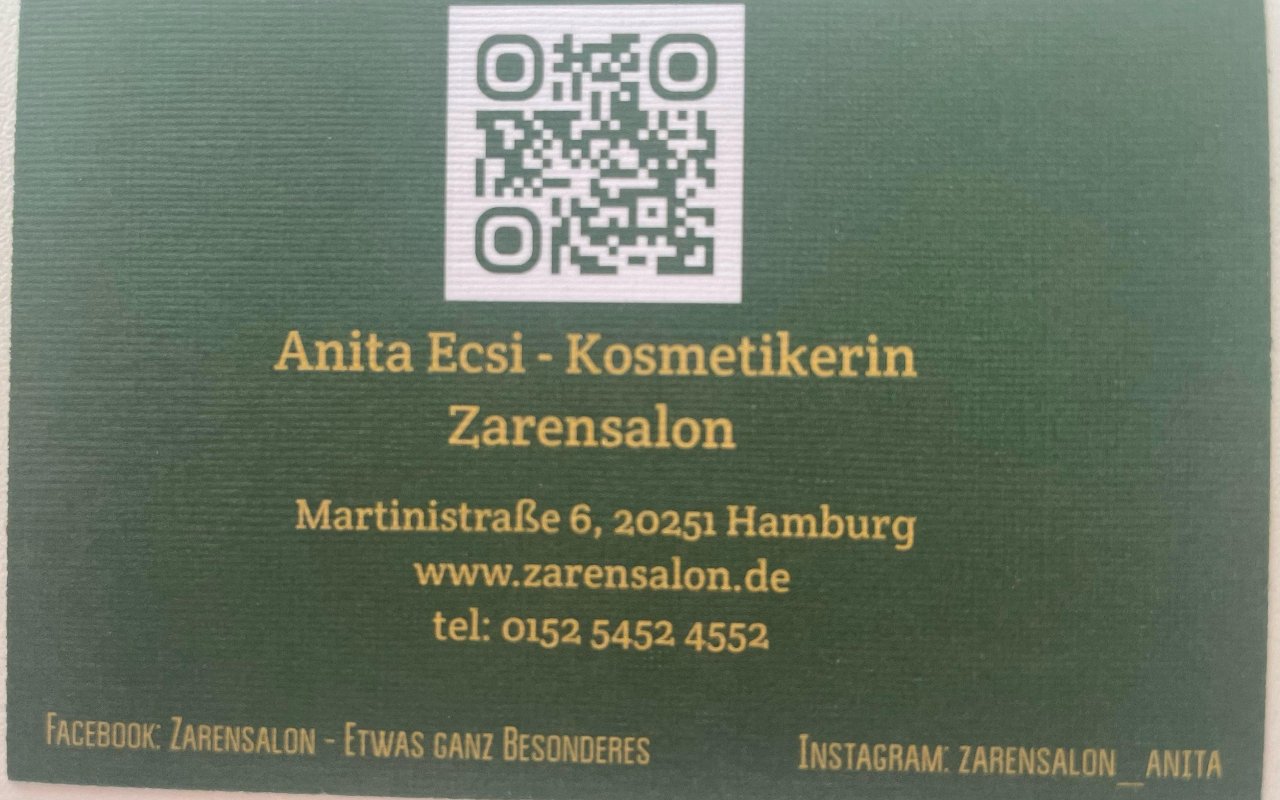 Anita Ecsi - Kosmetikerin
Zarensalon
Martinistraße 6, 20251 Hamburg
www.zarensalon.de
tel: 0152 5452 4552
FACEBOOK: ZARENSALON - ETWAS GANZ BESONDERES
INSTAGRAM: ZARENSALON_ANITA